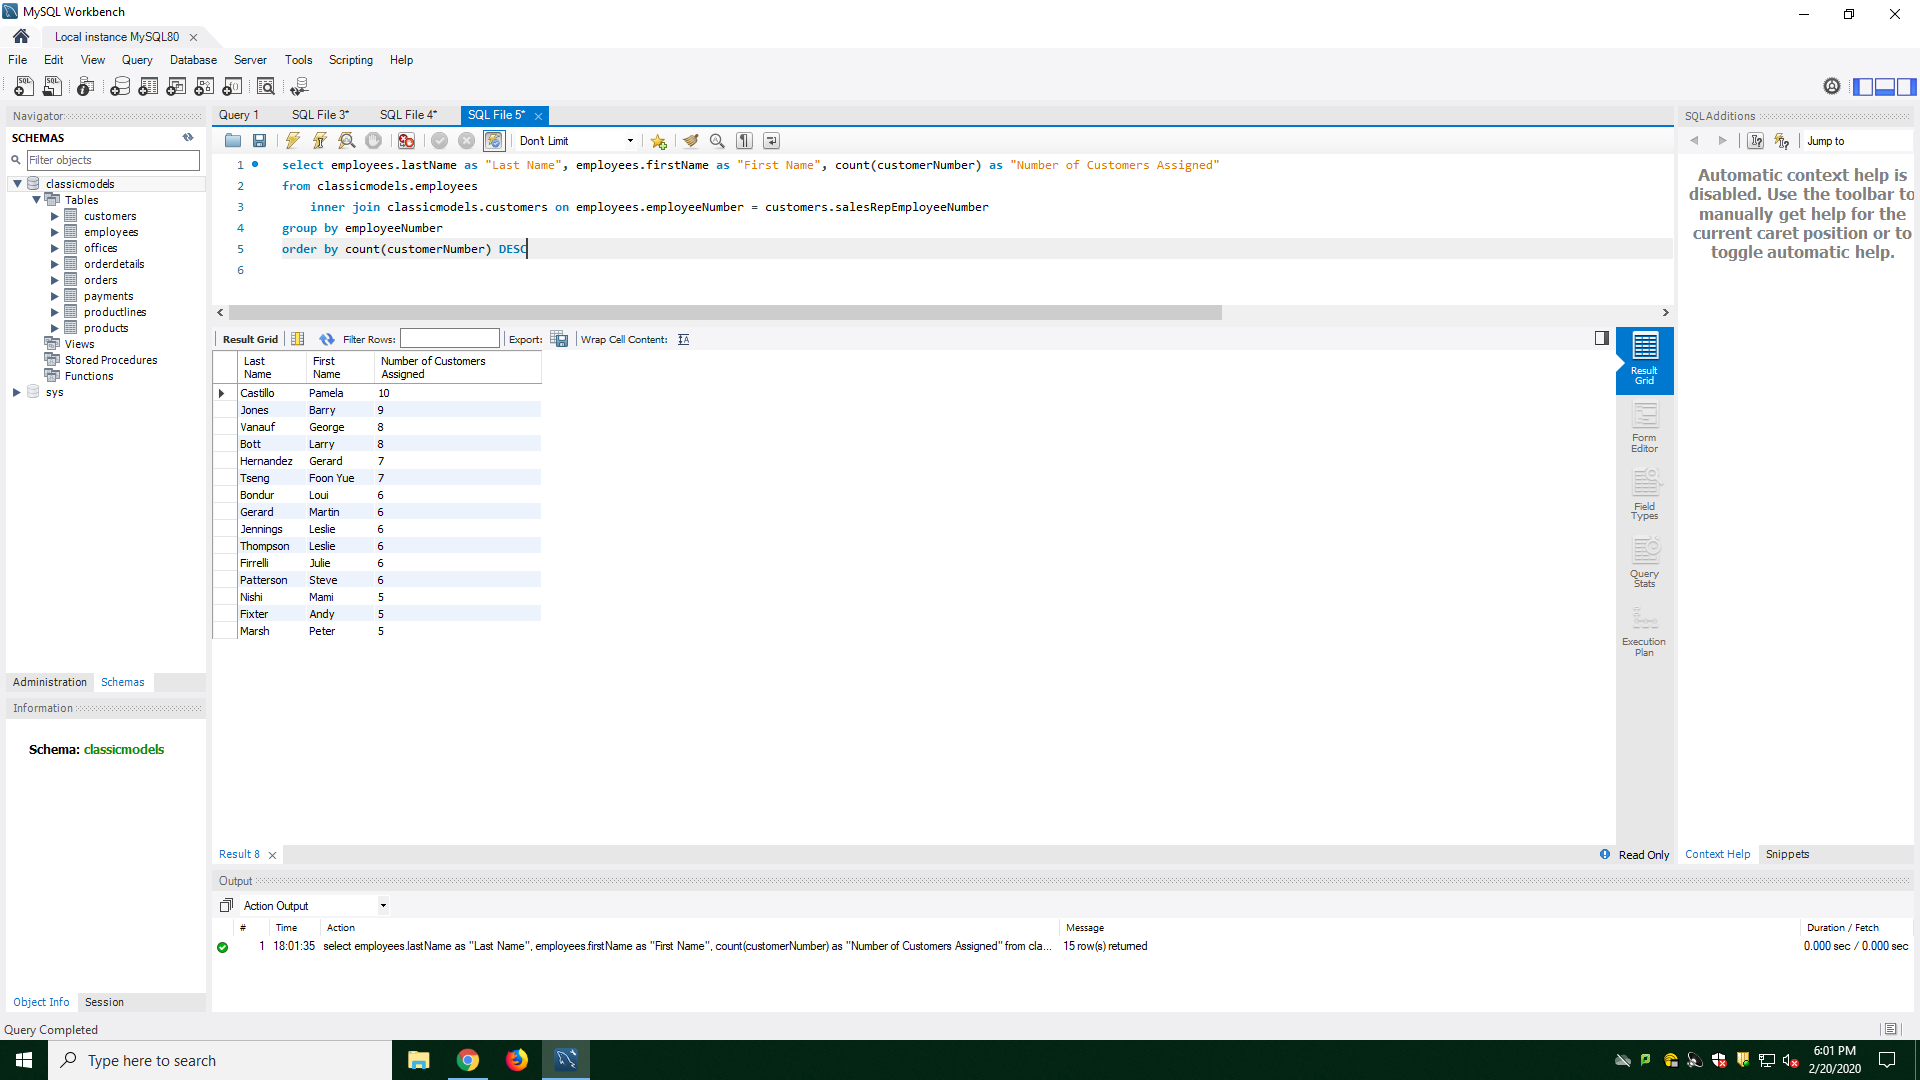 MySQL Workbench
Local instance MySQL80
File Edit View Query Database Server Tools Scripting Help
Navigator
SCHEMAS
Filter objects
classicmodels
Tables
customers
employees
offices
orderdetails
orders
payments
productlines
products
Views
Stored Procedures
Functions
sys
Administration Schemas
Information
Schema: classicmodels
Object Info Session
Query 1 SQL File 3* SQL File 4* SQL File 5*
Don't Limit
1 select employees.lastName as "Last Name", employees.firstName as "First Name", count(customerNumber) as "Number of Customers Assigned"
2 from classicmodels.employees
3 inner join classicmodels.customers on employees.employeeNumber = customers.salesRepEmployeeNumber
4 group by employeeNumber
5 order by count(customerNumber) DESC
6
Result Grid Filter Rows: Export: Wrap Cell Content:
Last Name First Name Number of Customers Assigned
Castillo Pamela 10
Jones Barry 9
Vanauf George 8
Bott Larry 8
Hernandez Gerard 7
Tseng Foon Yue 7
Bondur Loui 6
Gerard Martin 6
Jennings Leslie 6
Thompson Leslie 6
Firrelli Julie 6
Patterson Steve 6
Nishi Mami 5
Fixter Andy 5
Marsh Peter 5
Result Grid
Form Editor
Field Types
Query Stats
Execution Plan
Result 8
Read Only
SQLAdditions
Jump to
Automatic context help is
disabled. Use the toolbar to
manually get help for the
current caret position or to
toggle automatic help.
Context Help Snippets
Output
Action Output
# Time Action Message Duration / Fetch
1 18:01:35 select employees.lastName as "Last Name", employees.firstName as "First Name", count(customerNumber) as "Number of Customers Assigned" from cla... 15 row(s) returned 0.000 sec / 0.000 sec
Query Completed
Type here to search
6:01 PM
2/20/2020